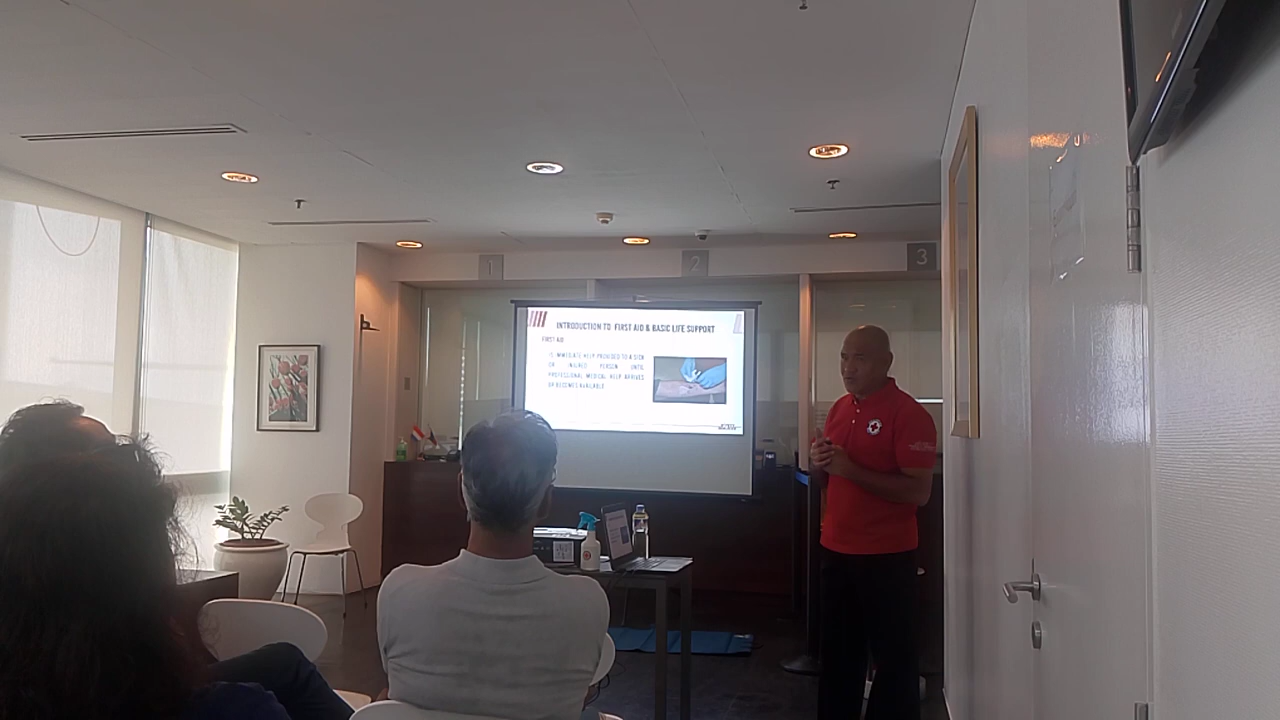 1
2
3
INTRODUCTION TO FIRST AID & BASIC LIFE SUPPORT
FIRST AID
IS IMMEDIATE HELP PROVIDED TO A SICK
OR INJURED PERSON UNTIL
PROFESSIONAL MEDICAL HELP ARRIVES
OR BECOMES AVAILABLE